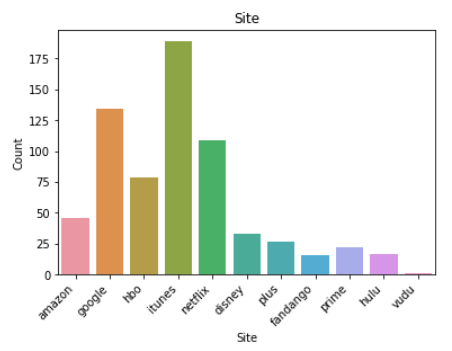 Site
175
150
125
100
75
50
25
0
Count
amazon
google
hbo
itunes
netflix
disney
plus
fandango
prime
hulu
vudu
Site